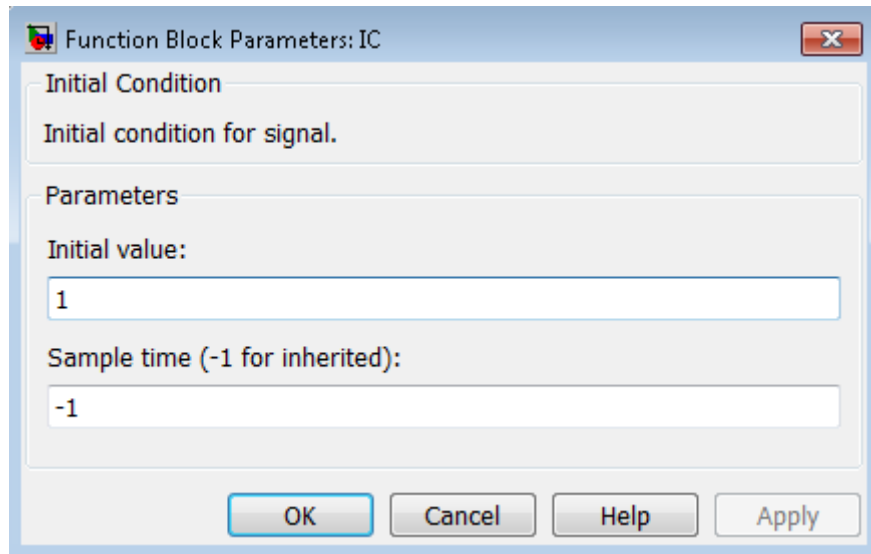 Function Block Parameters: IC
Initial Condition
Initial condition for signal.
Parameters
Initial value:
1
Sample time (-1 for inherited):
-1
OK Cancel Help Apply